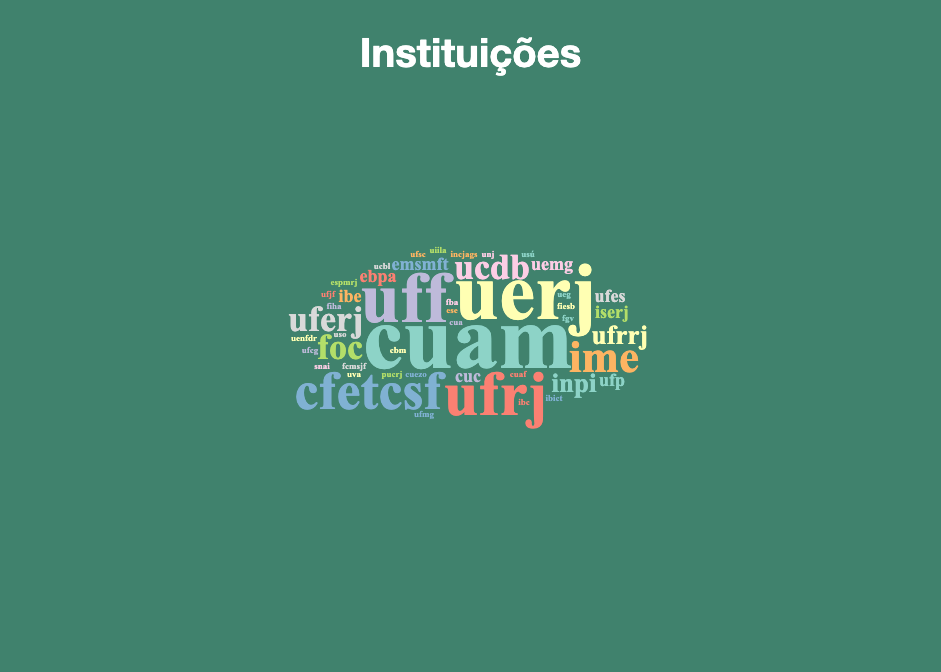 Instituições
uiila
ufsc incjags unj usú
ucbl emsmft ucdb uemg
espmrj ebpa uff uerj ueg ufes
ufjf ibe fba fiesb iserj
fiha ese fgv
uferj uso cua ufrrj
uenfdr foc cuam ime
ufcg cbm
snai fcmsjf
uva pucrj cuezo cuc cuaf inpi ufp
cfetcsf ufrj ibc ibict
ufmg